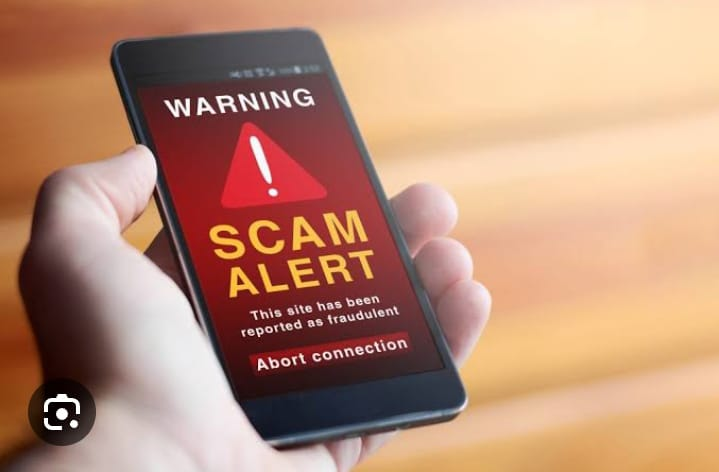 WARNING
SCAM
ALERT
This site has been
reported as fraudulent
Abort connection